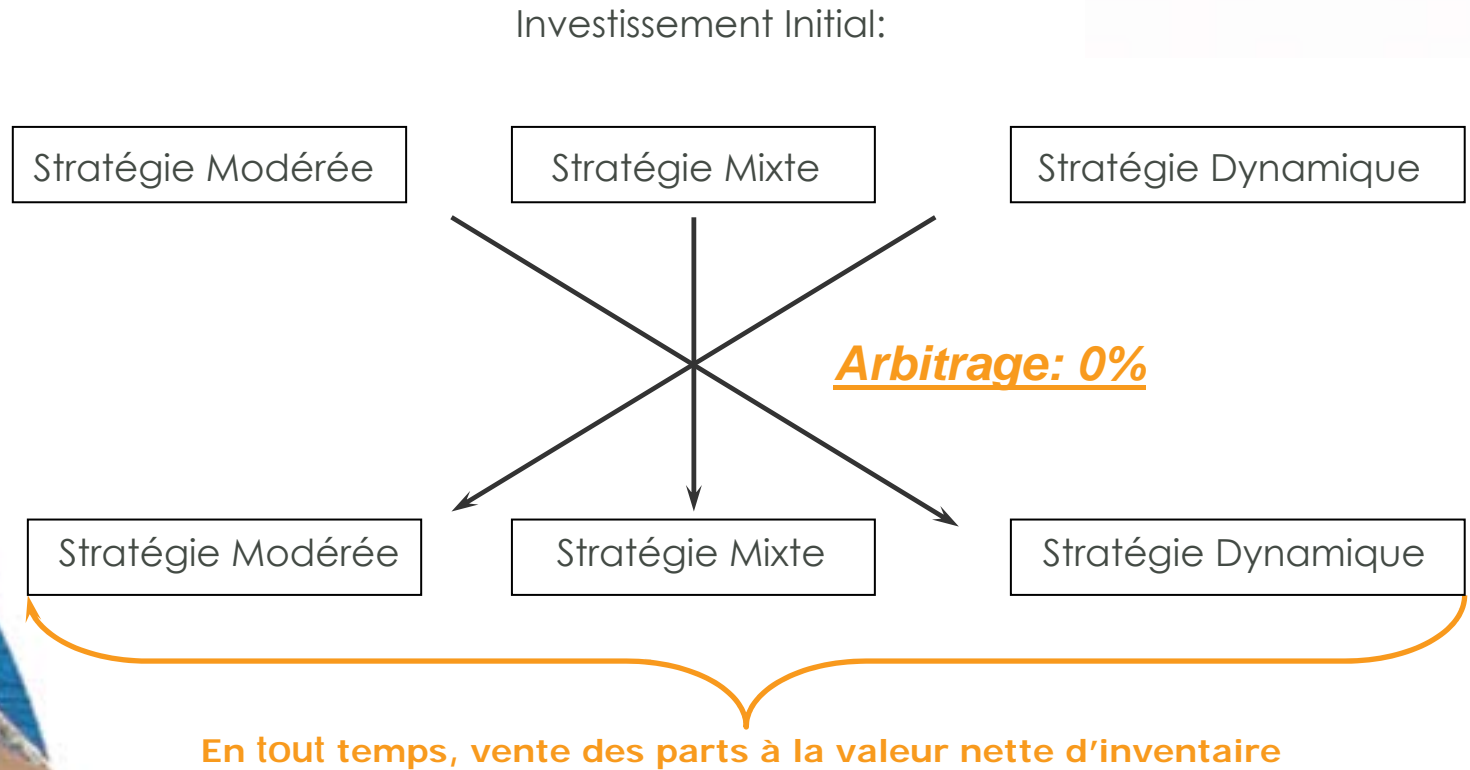 Investissement Initial:
Stratégie Modérée
Stratégie Mixte
Stratégie Dynamique
Arbitrage: 0%
Stratégie Modérée
Stratégie Mixte
Stratégie Dynamique
En tout temps, vente des parts à la valeur nette d’inventaire